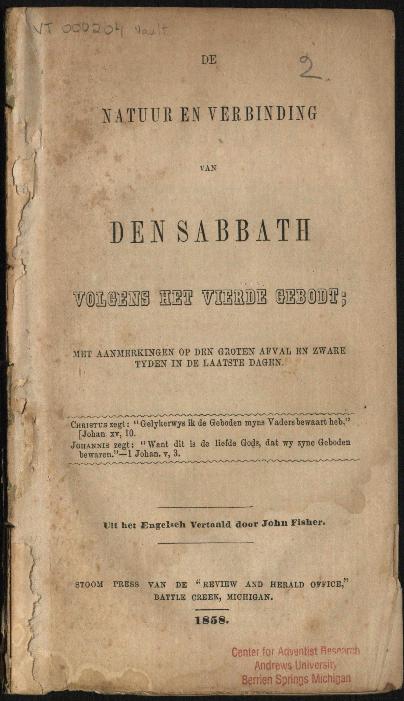 VT 000204 Vault
2
DE
NATUUR EN VERBINDING
VAN
DEN SABBATH
VOLGENS HET VIERDE GEBODT;
MET AANMERKINGEN OP DEN GROTEN AFVAL EN ZWARE
TYDEN IN DE LAATSTE DAGEN.
CHRISTUS zegt: "Gelykerwys ik de Geboden myns Vaders bewaart heb."
[Johan. xv, 10.
JOHANNIS zegt: "Want dit is de liefde Gods, dat wy zyne Geboden
bewaren."—1 Johan. v, 3.
Uit het Engelsch Vertaald door John Fisher.
STOOM PRESS VAN DE "REVIEW AND HERALD OFFICE,"
BATTLE CREEK, MICHIGAN.
1858.
Center for Adventist Research
Andrews University
Berrien Springs Michigan